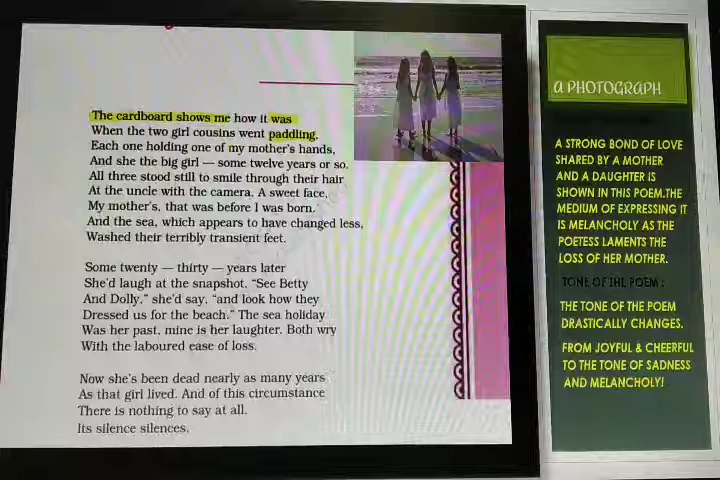 The cardboard shows me how it was
When the two girl cousins went paddling,
Each one holding one of my mother's hands,
And she the big girl — some twelve years or so.
All three stood still to smile through their hair
At the uncle with the camera. A sweet face,
My mother's, that was before I was born.
And the sea, which appears to have changed less,
Washed their terribly transient feet.
Some twenty — thirty — years later
She'd laugh at the snapshot. “See Betty
And Dolly,” she'd say, “and look how they
Dressed us for the beach.” The sea holiday
Was her past, mine is her laughter. Both wry
With the laboured ease of loss.
Now she's been dead nearly as many years
As that girl lived. And of this circumstance
There is nothing to say at all.
Its silence silences.
A PHOTOGRAPH
A STRONG BOND OF LOVE
SHARED BY A MOTHER
AND A DAUGHTER IS
SHOWN IN THIS POEM.THE
MEDIUM OF EXPRESSING IT
IS MELANCHOLY AS THE
POETESS LAMENTS THE
LOSS OF HER MOTHER.
TONE OF THE POEM :
THE TONE OF THE POEM
DRASTICALLY CHANGES.
FROM JOYFUL & CHEERFUL
TO THE TONE OF SADNESS
AND MELANCHOLY!